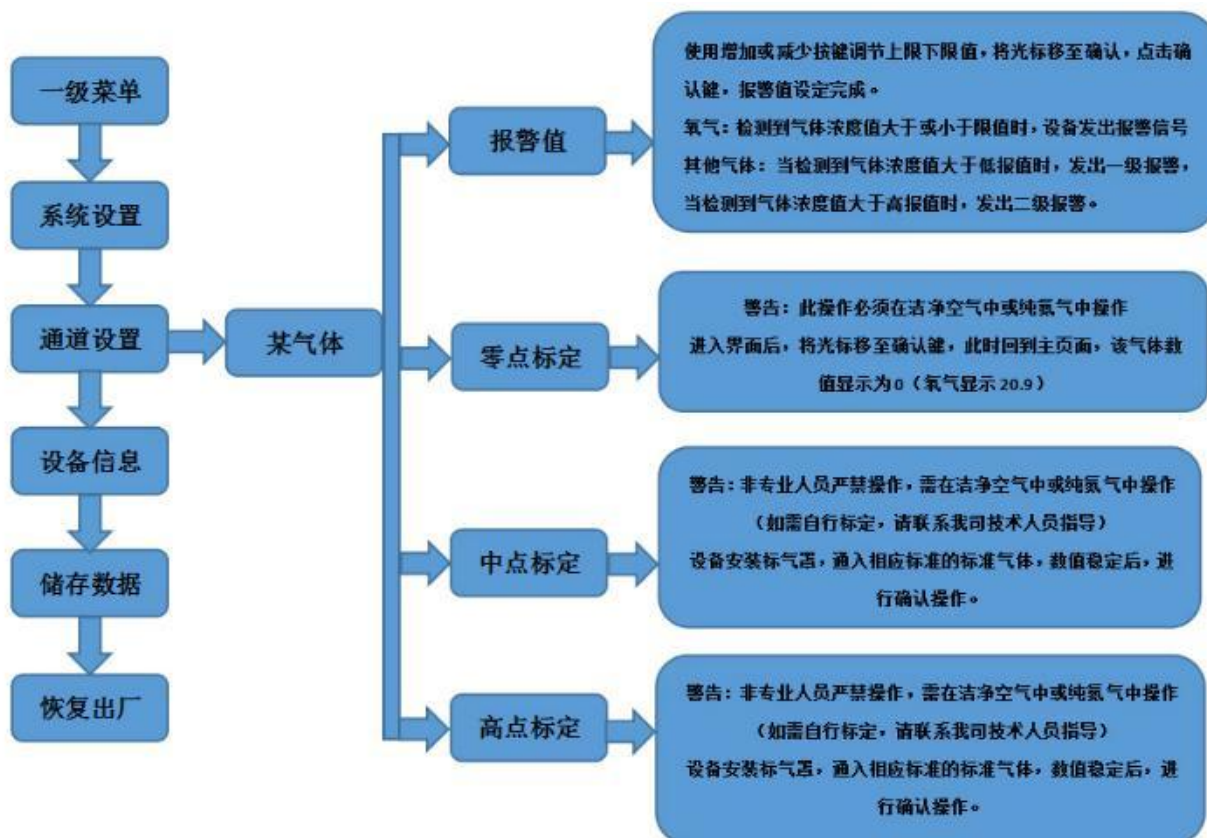 一级菜单
系统设置
通道设置
设备信息
储存数据
恢复出厂
某气体
报警值
使用增加或减少按键调节上限下限值，将光标移至确认，点击确
认键，报警值设定完成。
氧气：检测到气体浓度值大于或小于限值时，设备发出报警信号
其他气体：当检测到气体浓度值大于低报值时，发出一级报警，
当检测到气体浓度值大于高报值时，发出二级报警。
零点标定
警告：此操作必须在洁净空气中或纯氮气中操作
进入界面后，将光标移至确认键，此时回到主页面，该气体数
值显示为0（氧气显示 20.9）
中点标定
警告：非专业人员严禁操作，需在洁净空气中或纯氮气中操作
（如需自行标定，请联系我司技术人员指导）
设备安装标气罩，通入相应标准的标准气体，数值稳定后，进
行确认操作。
高点标定
警告：非专业人员严禁操作，需在洁净空气中或纯氮气中操作
（如需自行标定，请联系我司技术人员指导）
设备安装标气罩，通入相应标准的标准气体，数值稳定后，进
行确认操作。